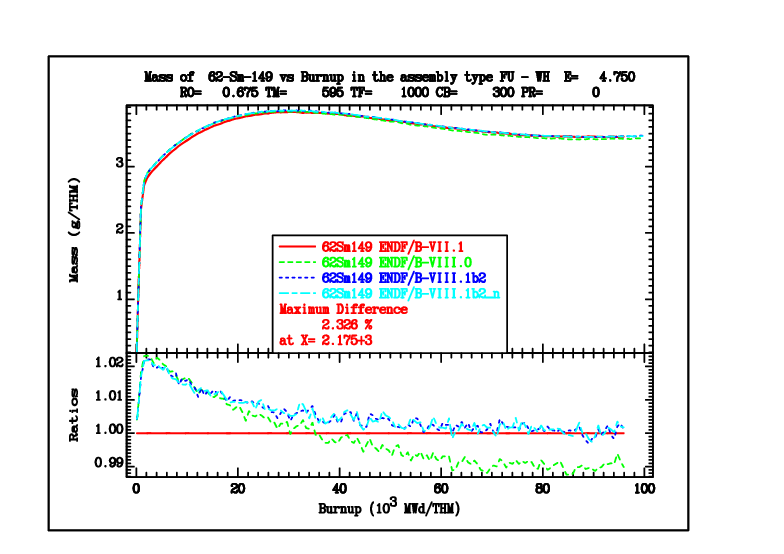 Mass of 62-Sm-149 vs Burnup in the assembly type FU - WH E= 4.750
RO= 0.675 TM= 595 TF= 1000 CB= 300 PR= 0
Mass (g/THM)
3
2
1
62Sm149 ENDF/B-VII.1
62Sm149 ENDF/B-VIII.0
62Sm149 ENDF/B-VIII.1b2
62Sm149 ENDF/B-VIII.1b2_n
Maximum Difference
2.326 %
at X= 2.175+3
Ratios
1.02
1.01
1.00
0.99
0 20 40 60 80 100
Burnup (103 MWd/THM)